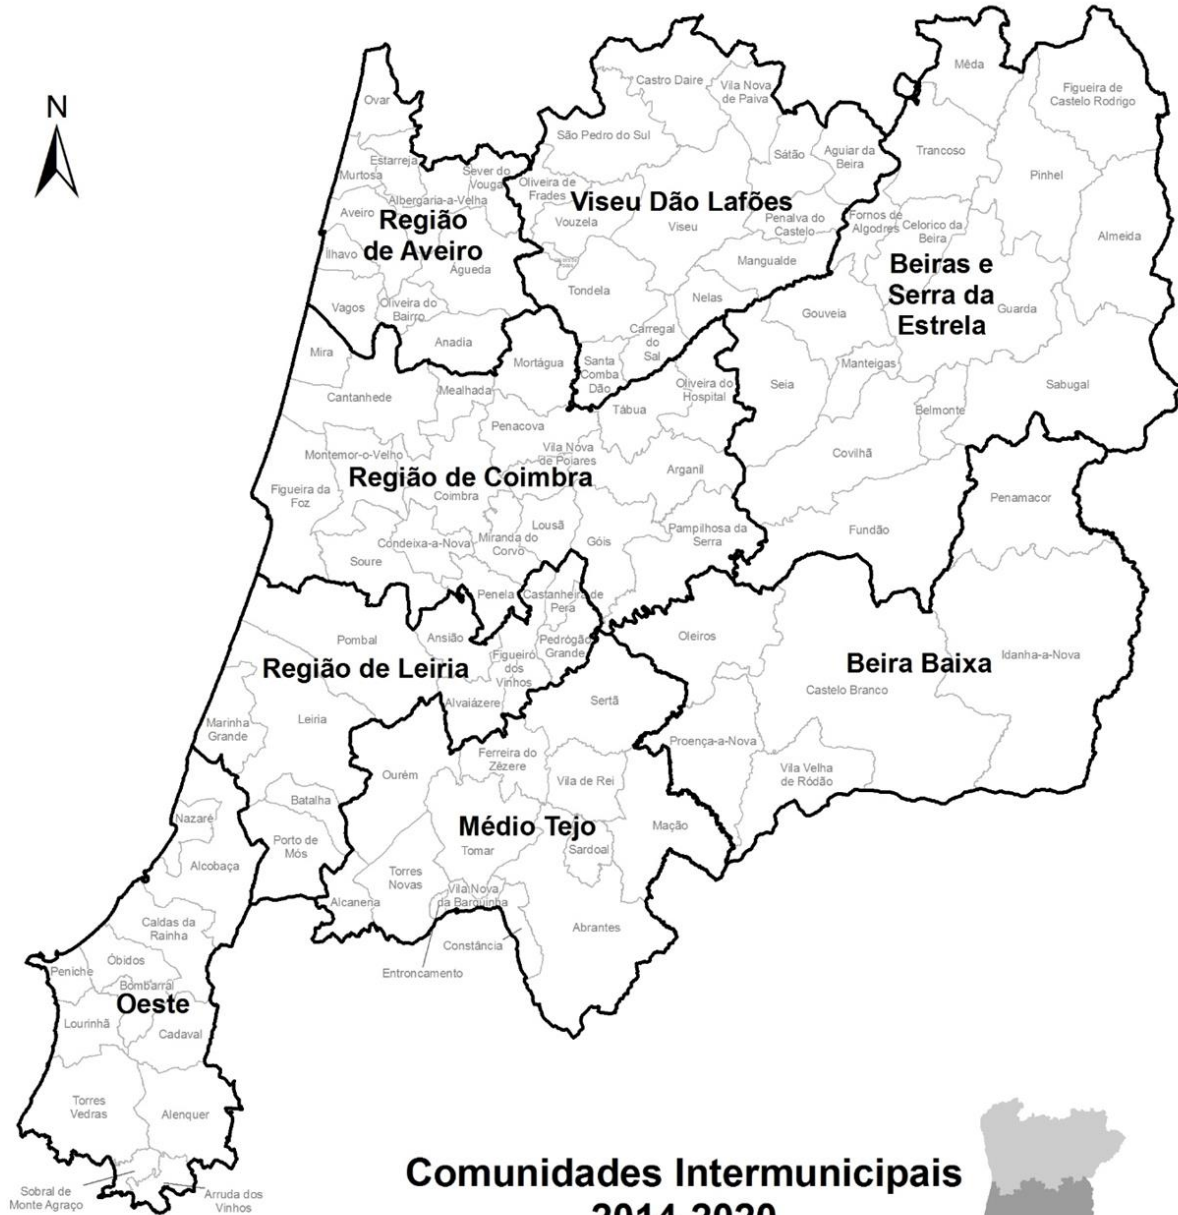 N
Ovar
Estarreja
Murtosa
Sever do
Vouga
Albergaria-a-Velha
Aveiro
Região
de Aveiro
Ílhavo
Águeda
Vagos
Oliveira do
Bairro
Anadia
Castro Daire
Vila Nova
de Paiva
São Pedro do Sul
Sátão
Aguiar da
Beira
Oliveira de
Frades
Viseu Dão Lafões
Vouzela
Viseu
Penalva do
Castelo
Mangualde
Tondela
Nelas
Carregal
do
Sal
Santa
Comba
Dão
Mêda
Figueira de
Castelo Rodrigo
Trancoso
Pinhel
Fornos de
Algodres
Celorico da
Beira
Almeida
Beiras e
Serra da
Estrela
Gouveia
Guarda
Manteigas
Seia
Sabugal
Belmonte
Covilhã
Fundão
Mira
Mortágua
Cantanhede
Mealhada
Oliveira do
Hospital
Tábua
Penacova
Montemor-o-Velho
Vila Nova
de Poiares
Região de Coimbra
Arganil
Figueira da
Foz
Coimbra
Lousã
Pampilhosa da
Serra
Condeixa-a-Nova
Miranda do
Corvo
Góis
Soure
Penela
Castanheira de
Pera
Pombal
Ansião
Pedrógão
Grande
Figueiró
dos
Vinhos
Região de Leiria
Alvaiázere
Marinha
Grande
Leiria
Batalha
Porto de
Mós
Penamacor
Oleiros
Idanha-a-Nova
Beira Baixa
Castelo Branco
Proença-a-Nova
Vila Velha
de Ródão
Sertã
Ourém
Ferreira do
Zêzere
Vila de Rei
Médio Tejo
Mação
Tomar
Sardoal
Torres
Novas
Alcanena
Vila Nova
da Barquinha
Abrantes
Constância
Entroncamento
Nazaré
Alcobaça
Caldas da
Rainha
Óbidos
Peniche
Bombarral
Oeste
Lourinhã
Cadaval
Torres
Vedras
Alenquer
Sobral de
Monte Agraço
Arruda dos
Vinhos
Comunidades Intermunicipais
2014-2020